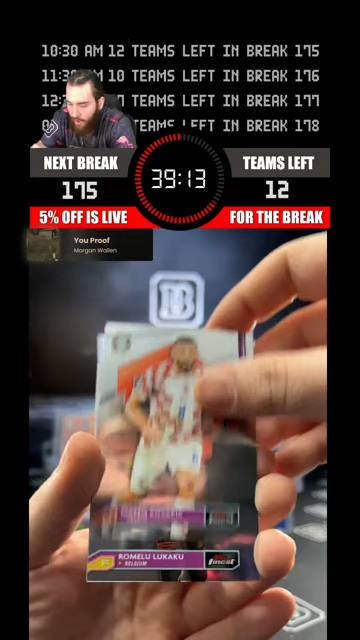 10:30 AM 12 TEAMS LEFT IN BREAK 175
TEAMS LEFT IN BREAK 176
TEAMS LEFT IN BREAK 177
TEAMS LEFT IN BREAK 178
NEXT BREAK
175
39:13
TEAMS LEFT
12
5% OFF IS LIVE
FOR THE BREAK
You Proof
Morgan Wallen
ROMELU LUKAKU
F
BELGIUM
FINEST